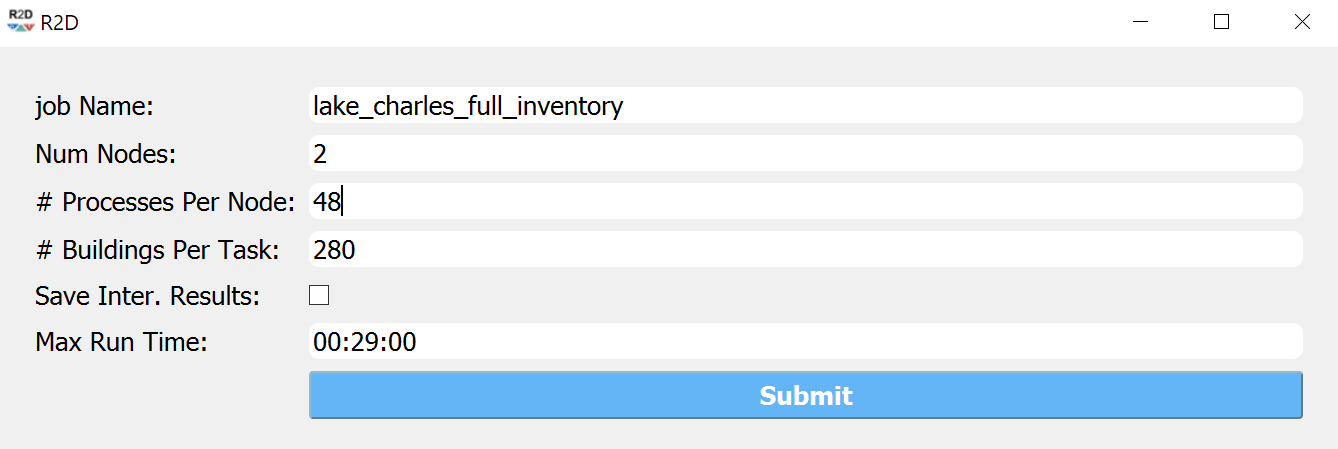 R2D R2D
job Name: lake_charles_full_inventory
Num Nodes: 2
# Processes Per Node: 48
# Buildings Per Task: 280
Save Inter. Results:
Max Run Time: 00:29:00
Submit